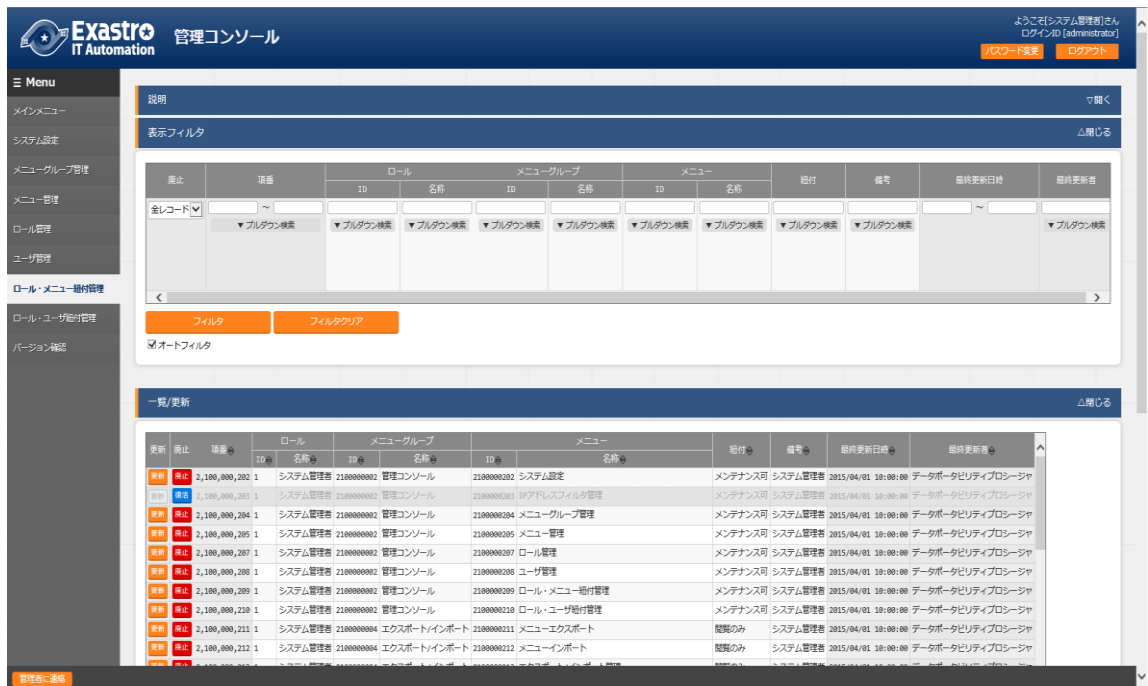 ようこそ[システム管理者]さん
ログインID [administrator]
Exastro IT Automation 管理コンソール
パスワード変更 ログアウト
Menu
メインメニュー
システム設定
メニューグループ管理
メニュー管理
ロール管理
ユーザ管理
ロール・メニュー紐付管理
ロール・ユーザ紐付管理
バージョン確認
説明 ▽開く
表示フィルタ △閉じる
廃止 項番 ロール メニューグループ メニュー 紐付 備考 最終更新日時 最終更新者
ID 名称 ID 名称 ID 名称
全レコード ~ ~
▼プルダウン検索 ▼プルダウン検索 ▼プルダウン検索 ▼プルダウン検索 ▼プルダウン検索 ▼プルダウン検索 ▼プルダウン検索 ▼プルダウン検索 ▼プルダウン検索 ▼プルダウン検索
フィルタ フィルタクリア
オートフィルタ
一覧/更新 △閉じる
更新 廃止 項番 ロール メニューグループ メニュー 紐付 備考 最終更新日時 最終更新者
ID 名称 ID 名称 ID 名称
更新 廃止 2,100,000,202 1 システム管理者 2100000002 管理コンソール 2100000202 システム設定 メンテナンス可 システム管理者 2015/04/01 10:00:00 データポータビリティプロシージャ
更新 復活 2,100,000,203 1 システム管理者 2100000002 管理コンソール 2100000203 IPアドレスフィルタ管理 メンテナンス可 システム管理者 2015/04/01 10:00:00 データポータビリティプロシージャ
更新 廃止 2,100,000,204 1 システム管理者 2100000002 管理コンソール 2100000204 メニューグループ管理 メンテナンス可 システム管理者 2015/04/01 10:00:00 データポータビリティプロシージャ
更新 廃止 2,100,000,205 1 システム管理者 2100000002 管理コンソール 2100000205 メニュー管理 メンテナンス可 システム管理者 2015/04/01 10:00:00 データポータビリティプロシージャ
更新 廃止 2,100,000,207 1 システム管理者 2100000002 管理コンソール 2100000207 ロール管理 メンテナンス可 システム管理者 2015/04/01 10:00:00 データポータビリティプロシージャ
更新 廃止 2,100,000,208 1 システム管理者 2100000002 管理コンソール 2100000208 ユーザ管理 メンテナンス可 システム管理者 2015/04/01 10:00:00 データポータビリティプロシージャ
更新 廃止 2,100,000,209 1 システム管理者 2100000002 管理コンソール 2100000209 ロール・メニュー紐付管理 メンテナンス可 システム管理者 2015/04/01 10:00:00 データポータビリティプロシージャ
更新 廃止 2,100,000,210 1 システム管理者 2100000002 管理コンソール 2100000210 ロール・ユーザ紐付管理 メンテナンス可 システム管理者 2015/04/01 10:00:00 データポータビリティプロシージャ
更新 廃止 2,100,000,211 1 システム管理者 2100000004 エクスポート/インポート 2100000211 メニューエクスポート 閲覧のみ システム管理者 2015/04/01 10:00:00 データポータビリティプロシージャ
更新 廃止 2,100,000,212 1 システム管理者 2100000004 エクスポート/インポート 2100000212 メニューインポート 閲覧のみ システム管理者 2015/04/01 10:00:00 データポータビリティプロシージャ
管理者に連絡